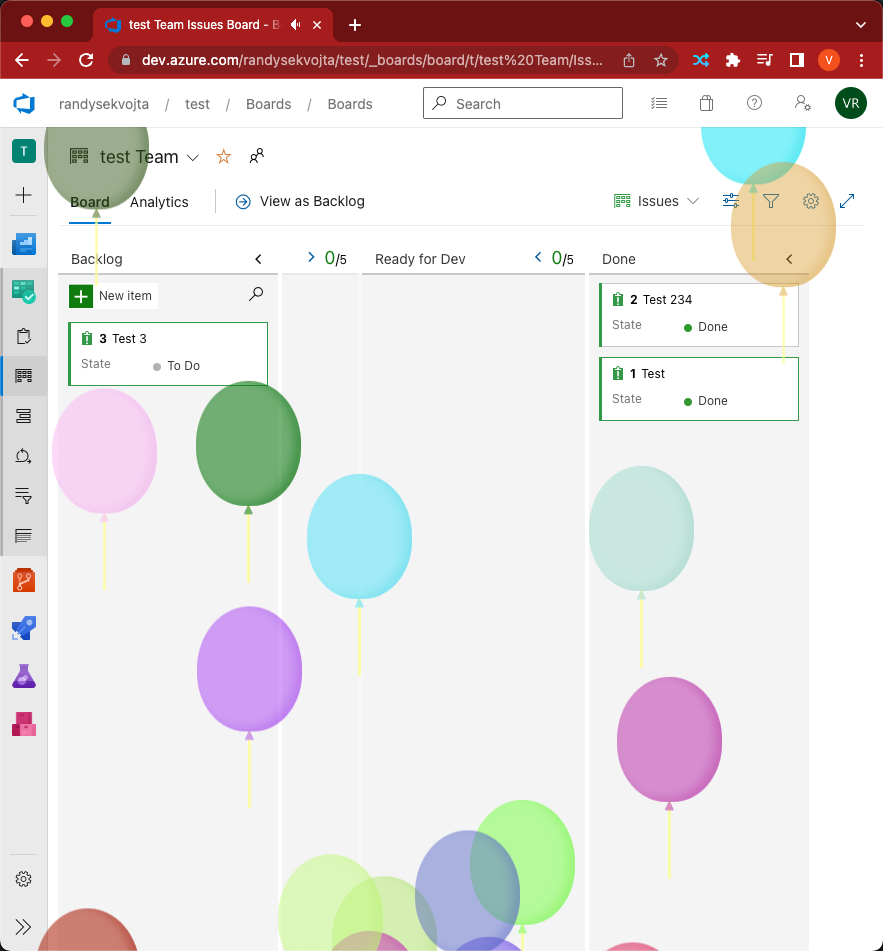 test Team Issues Board - B
dev.azure.com/randysekvojta/test/_boards/board/t/test%20Team/Iss...
V
randysekvojta / test / Boards / Boards
Search
VR
T
test Team
Board
Analytics
View as Backlog
Issues
Backlog
0/5
Ready for Dev
0/5
Done
New item
3 Test 3
State
To Do
2 Test 234
State
Done
1 Test
State
Done